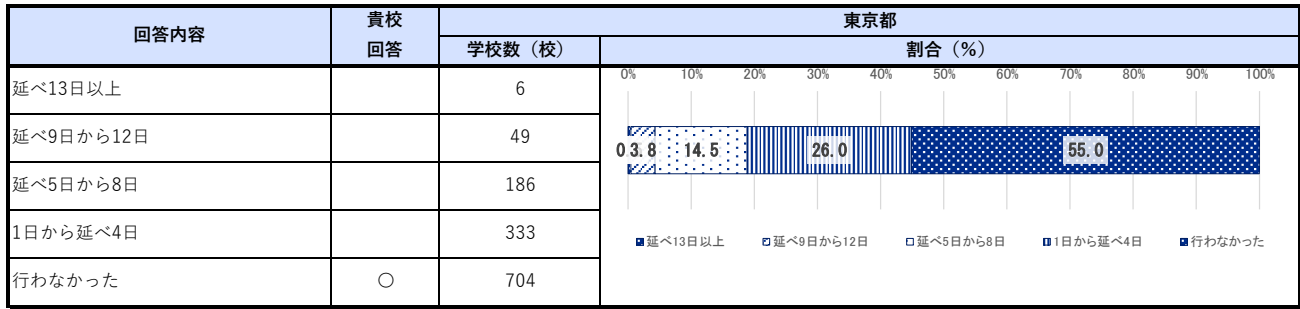 回答内容
貴校
回答
東京都
学校数（校）
割合（%）
延べ13日以上
6
延べ9日から12日
49
延べ5日から8日
186
1日から延べ4日
333
行わなかった
〇
704
0% 10% 20% 30% 40% 50% 60% 70% 80% 90% 100%
3.8 14.5 26.0 55.0
延べ13日以上 延べ9日から12日 延べ5日から8日 1日から延べ4日 行わなかった